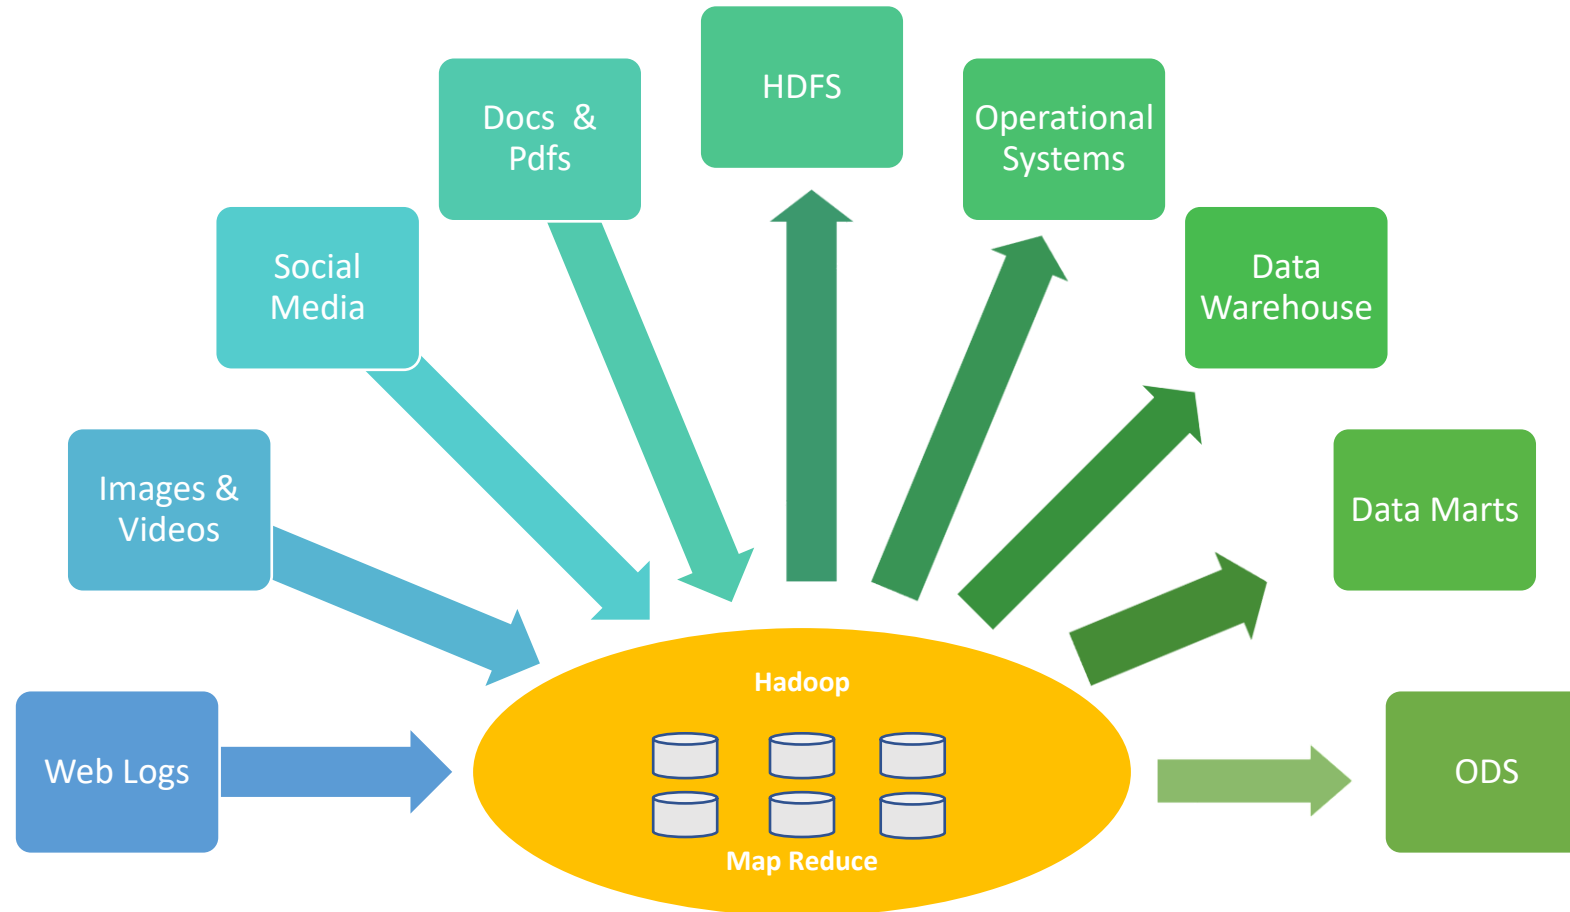 HDFS
Docs & 
Pdfs
Operational
Systems
Social
Media
Data
Warehouse
Images &
Videos
Data Marts
Web Logs
Hadoop
Map Reduce
ODS